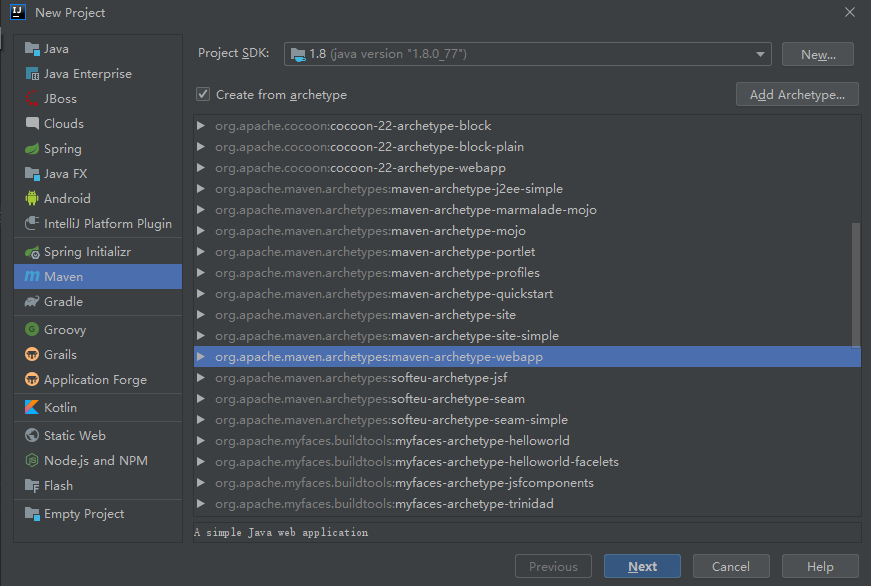 New Project
Java
Java Enterprise
JBoss
Clouds
Spring
Java FX
Android
IntelliJ Platform Plugin
Spring Initializr
Maven
Gradle
Groovy
Grails
Application Forge
Kotlin
Static Web
Node.js and NPM
Flash
Empty Project
Project SDK: 1.8 (java version "1.8.0_77") New...
Create from archetype Add Archetype...
org.apache.cocoon:cocoon-22-archetype-block
org.apache.cocoon:cocoon-22-archetype-block-plain
org.apache.cocoon:cocoon-22-archetype-webapp
org.apache.maven.archetypes:maven-archetype-j2ee-simple
org.apache.maven.archetypes:maven-archetype-marmalade-mojo
org.apache.maven.archetypes:maven-archetype-mojo
org.apache.maven.archetypes:maven-archetype-portlet
org.apache.maven.archetypes:maven-archetype-profiles
org.apache.maven.archetypes:maven-archetype-quickstart
org.apache.maven.archetypes:maven-archetype-site
org.apache.maven.archetypes:maven-archetype-site-simple
org.apache.maven.archetypes:maven-archetype-webapp
org.apache.maven.archetypes:softeu-archetype-jsf
org.apache.maven.archetypes:softeu-archetype-seam
org.apache.maven.archetypes:softeu-archetype-seam-simple
org.apache.myfaces.buildtools:myfaces-archetype-helloworld
org.apache.myfaces.buildtools:myfaces-archetype-helloworld-facelets
org.apache.myfaces.buildtools:myfaces-archetype-jsfcomponents
org.apache.myfaces.buildtools:myfaces-archetype-trinidad
A simple Java web application
Previous Next Cancel Help